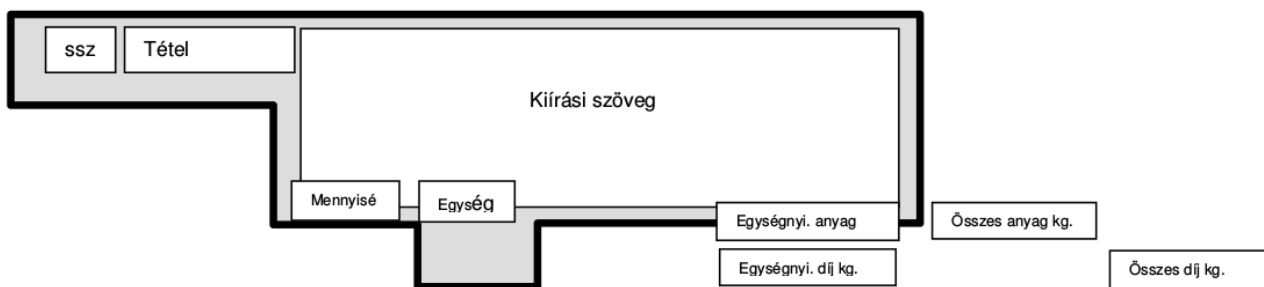 ssz Tétel
Kiírási szöveg
Mennyisé Egység
Egységnyi. anyag Összes anyag kg.
Egységnyi. díj kg. Összes díj kg.